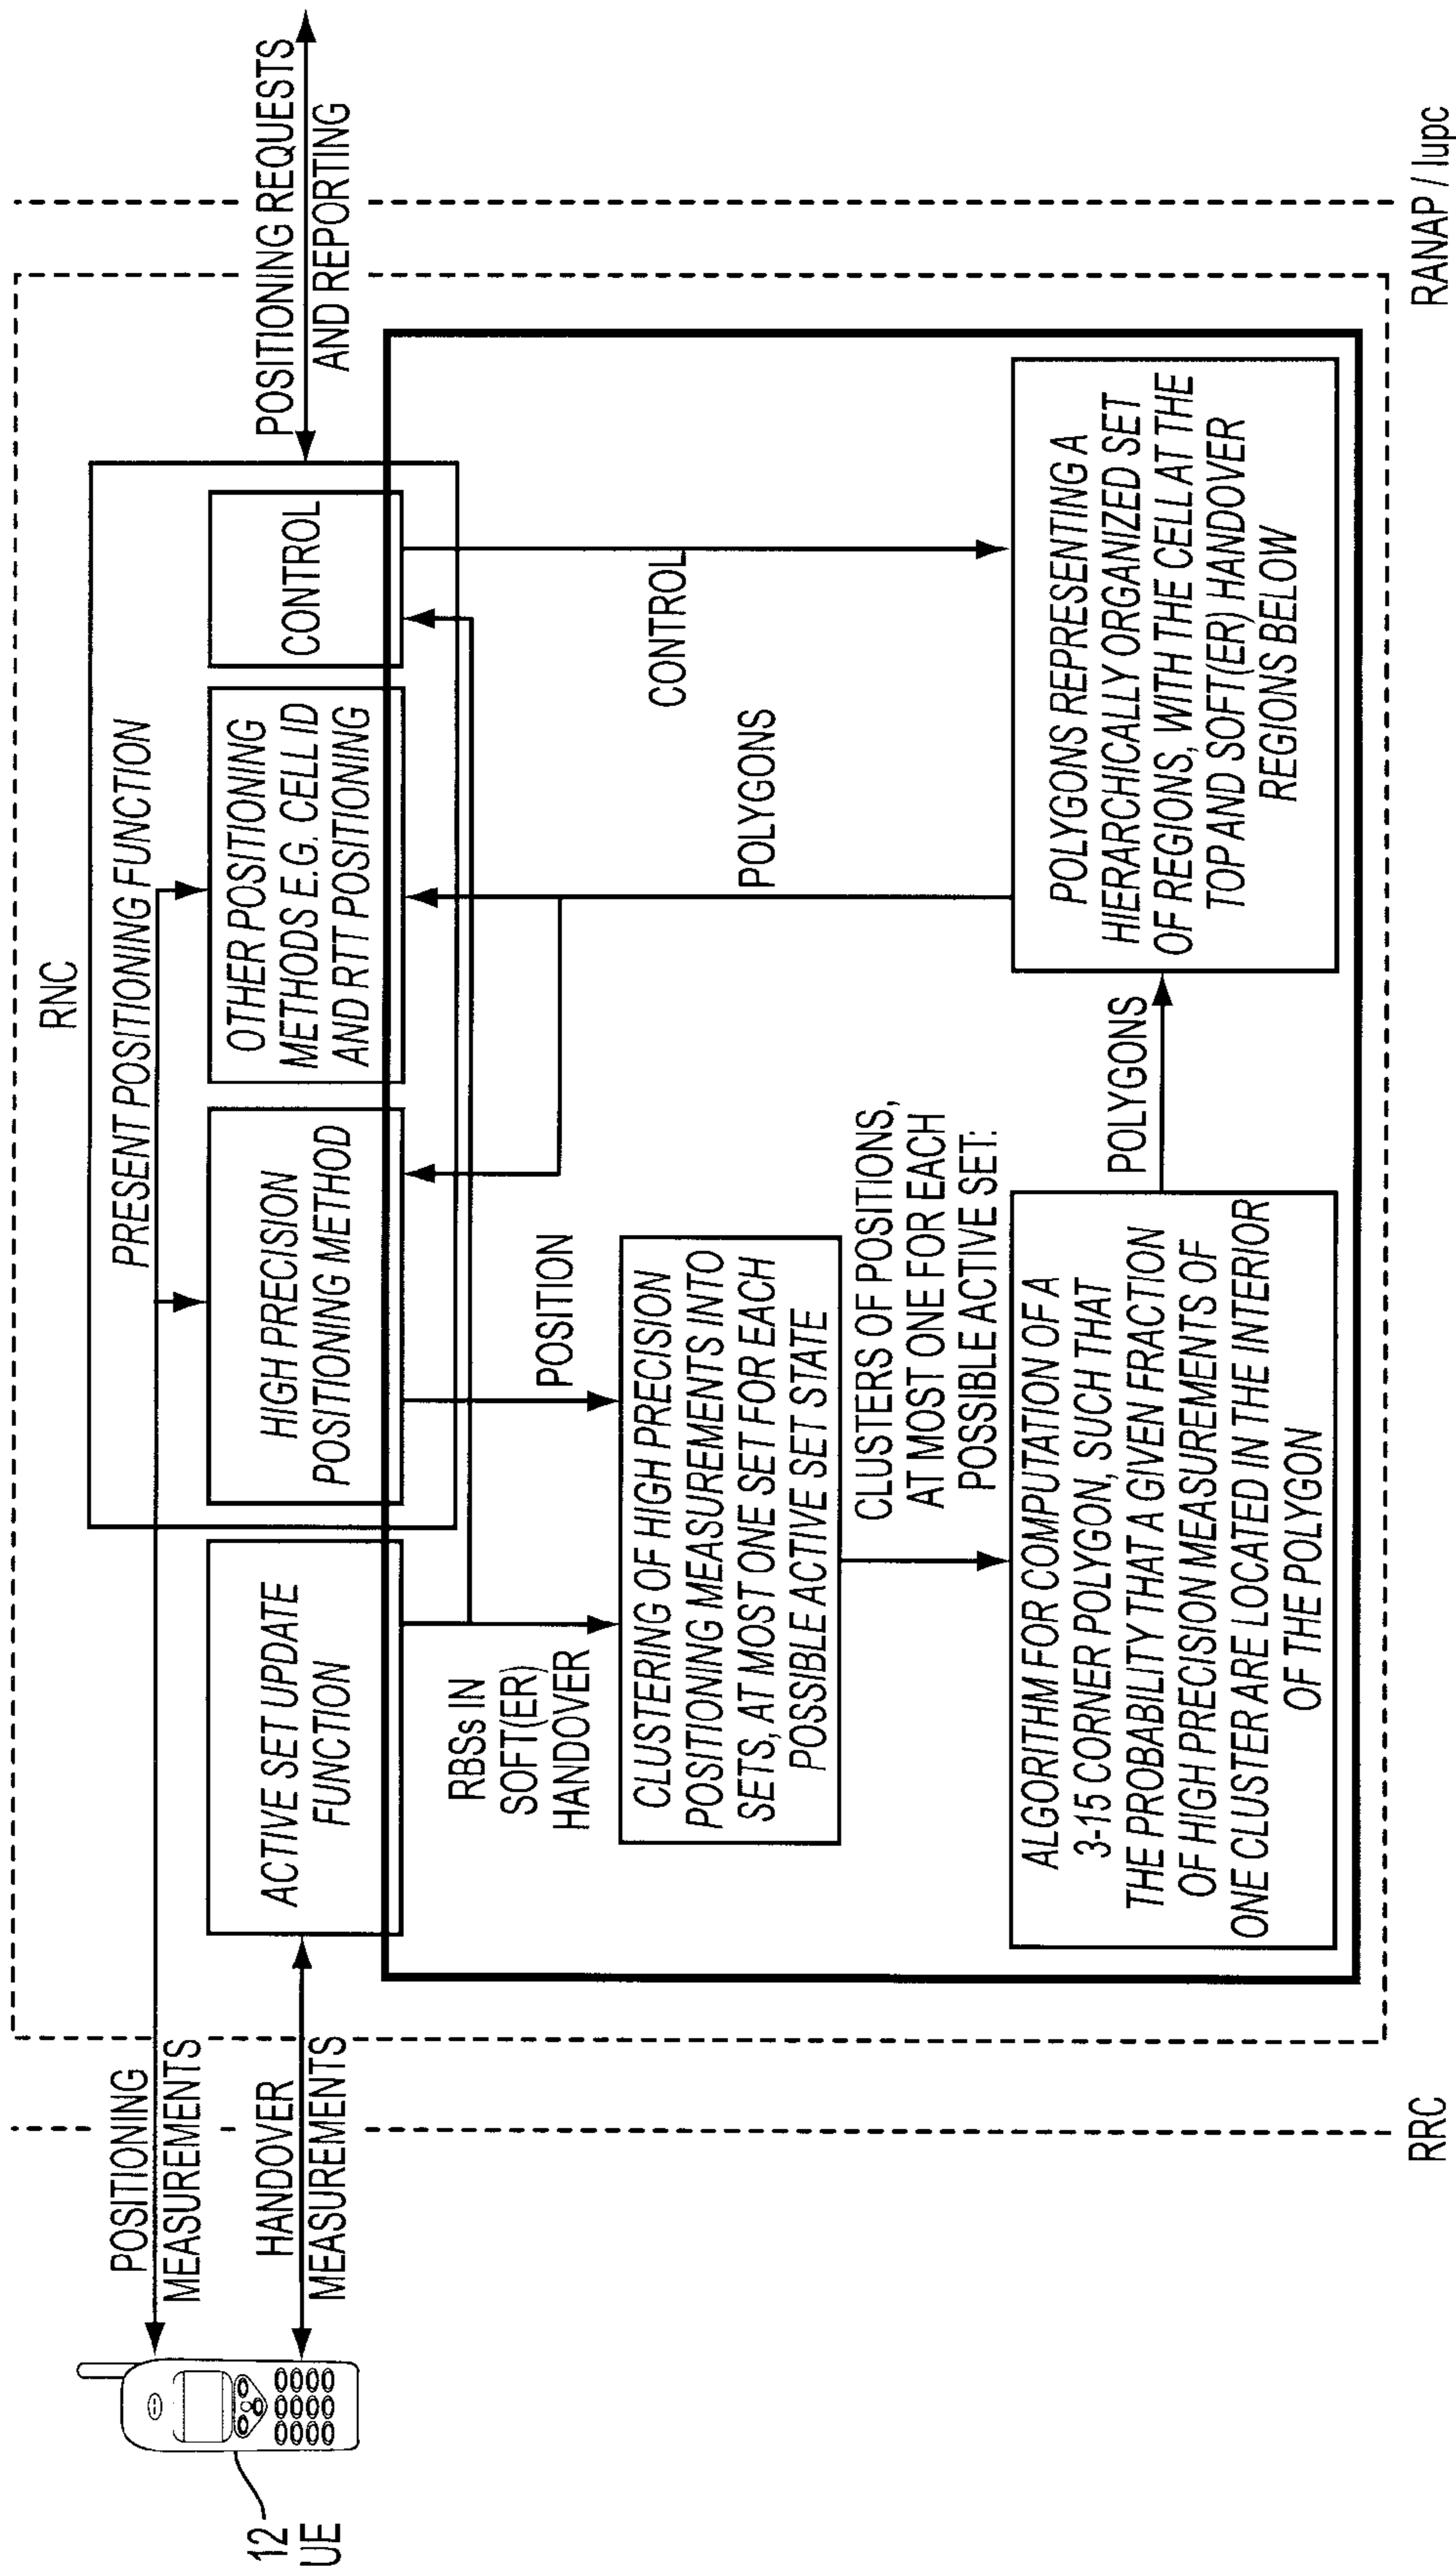 12
UE
POSITIONING
MEASUREMENTS
HANDOVER
MEASUREMENTS
RRC
RNC
PRESENT POSITIONING FUNCTION
ACTIVE SET UPDATE
FUNCTION
HIGH PRECISION
POSITIONING METHOD
OTHER POSITIONING
METHODS E.G. CELL ID
AND RTT POSITIONING
CONTROL
POSITIONING REQUESTS
AND REPORTING
RBSs IN
SOFT(ER)
HANDOVER
POSITION
POLYGONS
CONTROL
CLUSTERING OF HIGH PRECISION
POSITIONING MEASUREMENTS INTO
SETS, AT MOST ONE SET FOR EACH
POSSIBLE ACTIVE SET STATE
CLUSTERS OF POSITIONS,
AT MOST ONE FOR EACH
POSSIBLE ACTIVE SET:
ALGORITHM FOR COMPUTATION OF A
3-15 CORNER POLYGON, SUCH THAT
THE PROBABILITY THAT A GIVEN FRACTION
OF HIGH PRECISION MEASUREMENTS OF
ONE CLUSTER ARE LOCATED IN THE INTERIOR
OF THE POLYGON
POLYGONS
POLYGONS REPRESENTING A
HIERARCHICALLY ORGANIZED SET
OF REGIONS, WITH THE CELL AT THE
TOP AND SOFT(ER) HANDOVER
REGIONS BELOW
RANAP / Iupc